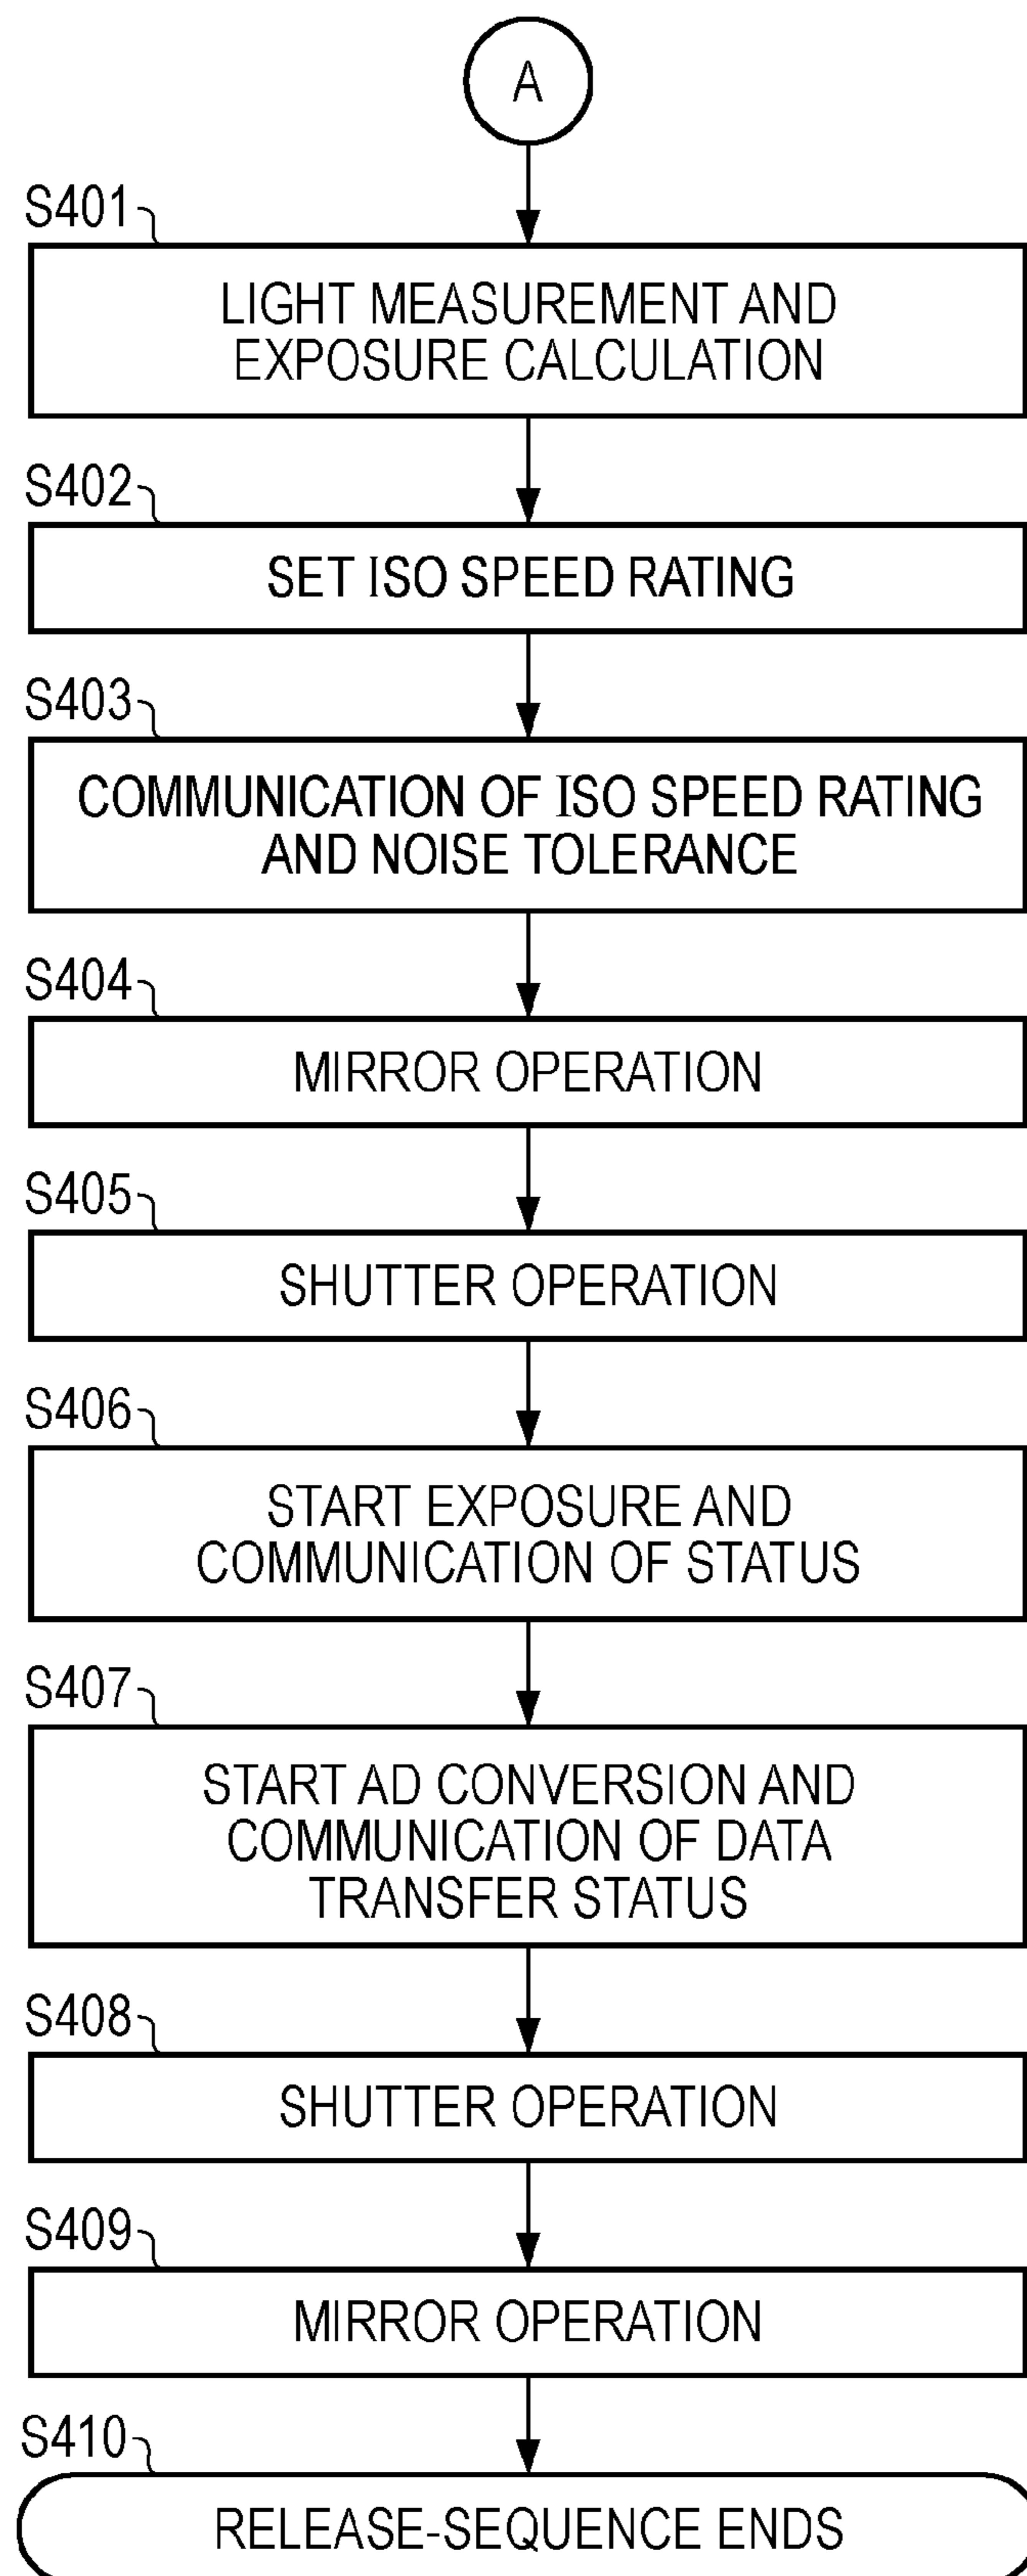 A
S401
LIGHT MEASUREMENT AND
EXPOSURE CALCULATION
S402
SET ISO SPEED RATING
S403
COMMUNICATION OF ISO SPEED RATING
AND NOISE TOLERANCE
S404
MIRROR OPERATION
S405
SHUTTER OPERATION
S406
START EXPOSURE AND
COMMUNICATION OF STATUS
S407
START AD CONVERSION AND
COMMUNICATION OF DATA
TRANSFER STATUS
S408
SHUTTER OPERATION
S409
MIRROR OPERATION
S410
RELEASE-SEQUENCE ENDS